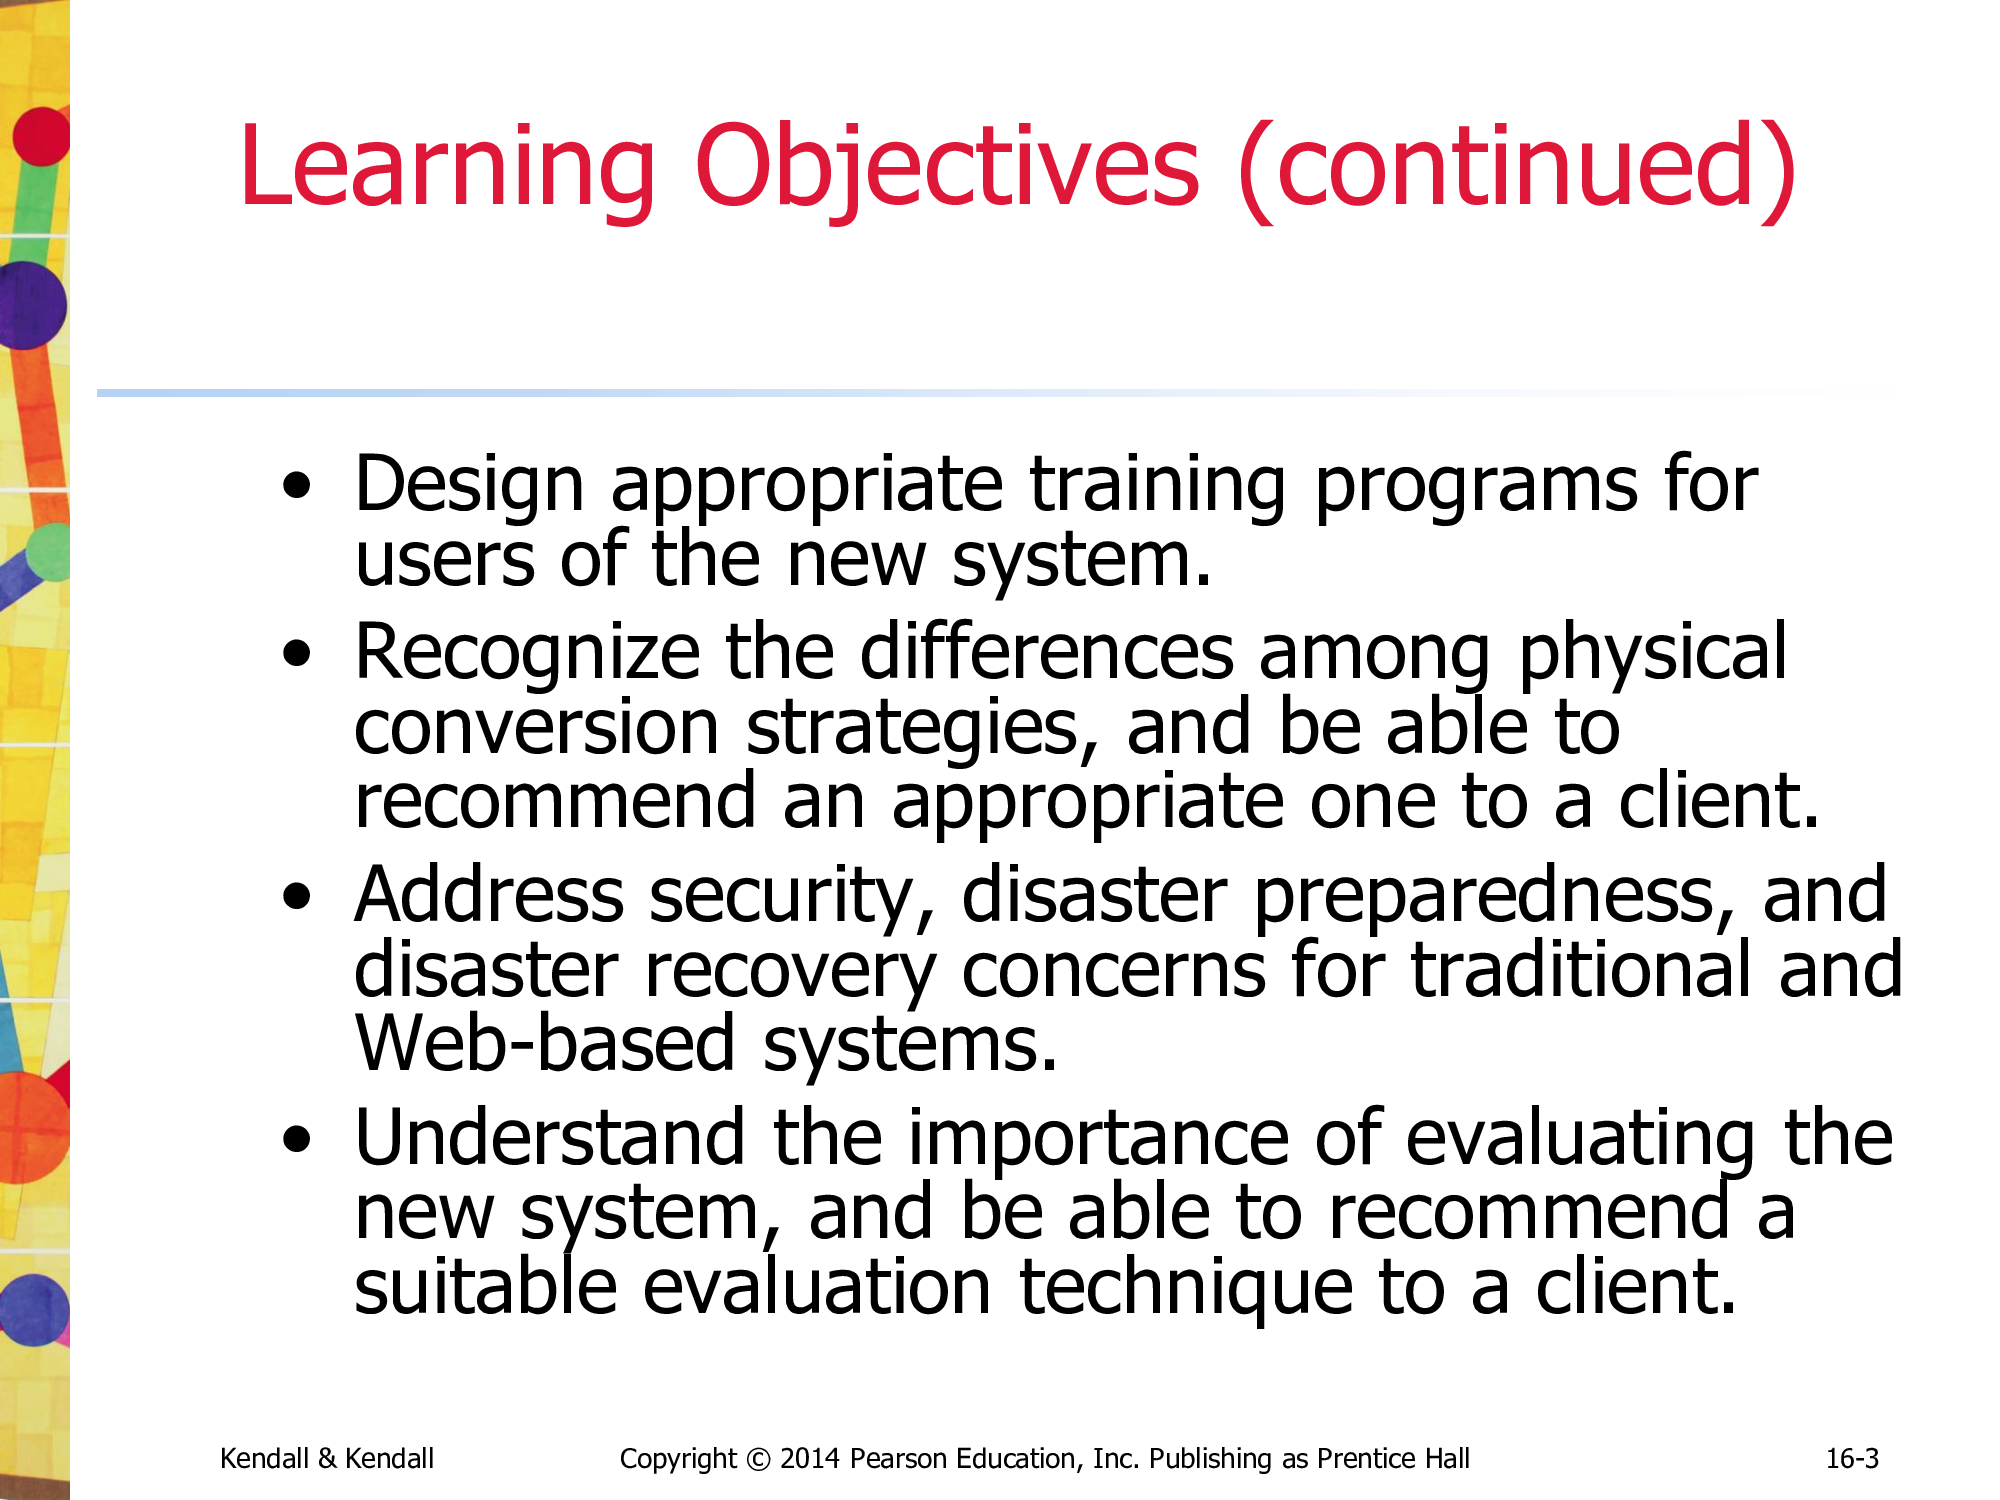 Learning Objectives (continued)
• Design appropriate training programs for
users of the new system.
• Recognize the differences among physical
conversion strategies, and be able to
recommend an appropriate one to a client.
• Address security, disaster preparedness, and
disaster recovery concerns for traditional and
Web-based systems.
• Understand the importance of evaluating the
new system, and be able to recommend a
suitable evaluation technique to a client.
Kendall & Kendall Copyright © 2014 Pearson Education, Inc. Publishing as Prentice Hall 16-3